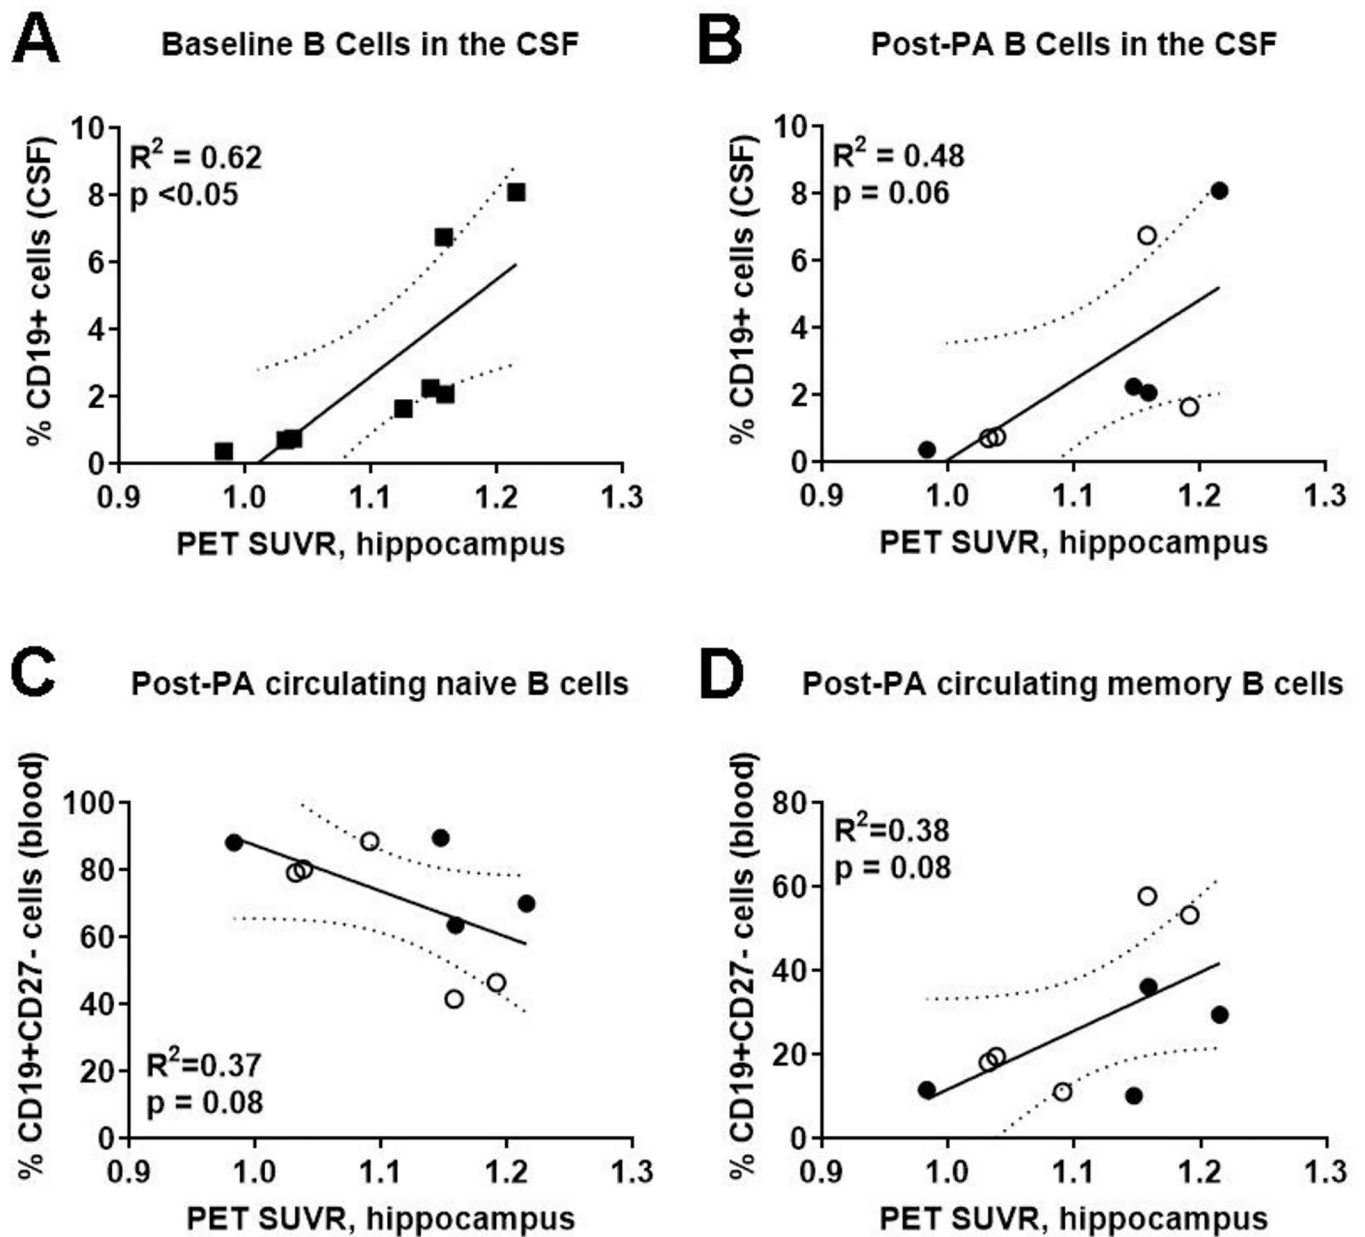 A Baseline B Cells in the CSF
% CD19+ cells (CSF)
R² = 0.62
p <0.05
10
8
6
4
2
0
0.9 1.0 1.1 1.2 1.3
PET SUVR, hippocampus
B Post-PA B Cells in the CSF
% CD19+ cells (CSF)
R² = 0.48
p = 0.06
10
8
6
4
2
0
0.9 1.0 1.1 1.2 1.3
PET SUVR, hippocampus
C Post-PA circulating naive B cells
% CD19+CD27- cells (blood)
100
80
60
40
20
0
R²=0.37
p = 0.08
0.9 1.0 1.1 1.2 1.3
PET SUVR, hippocampus
D Post-PA circulating memory B cells
% CD19+CD27- cells (blood)
R²=0.38
p = 0.08
80
60
40
20
0
0.9 1.0 1.1 1.2 1.3
PET SUVR, hippocampus